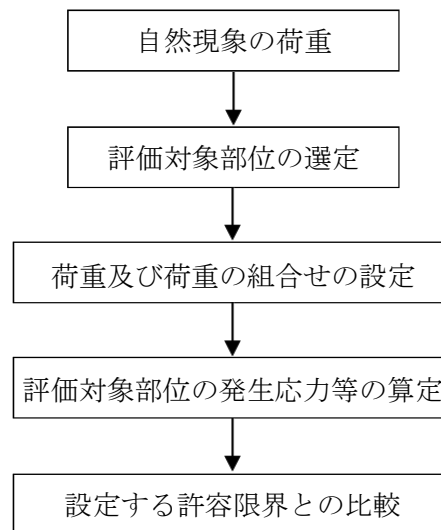 自然現象の荷重
評価対象部位の選定
荷重及び荷重の組合せの設定
評価対象部位の発生応力等の算定
設定する許容限界との比較